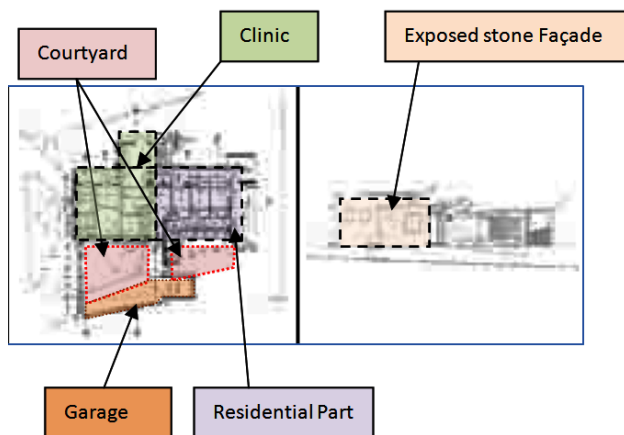 Clinic
Exposed stone Façade
Courtyard
Garage
Residential Part